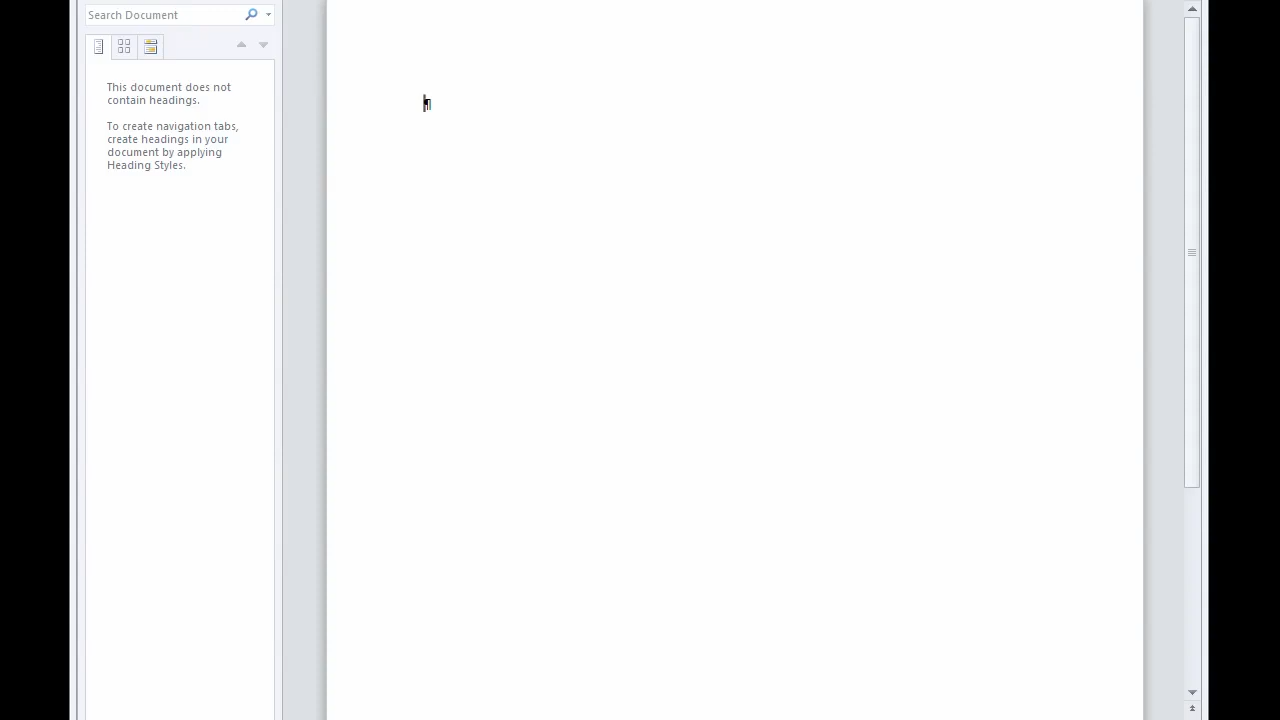 Search Document
This document does not
contain headings.
To create navigation tabs,
create headings in your
document by applying
Heading Styles.
¶